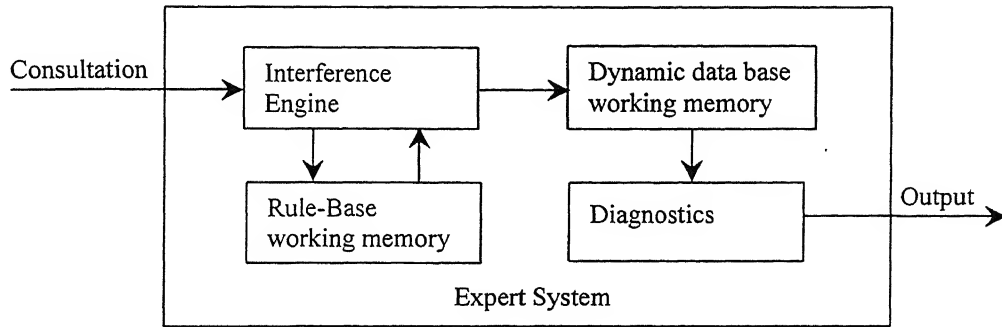 Consultation
Interference
Engine
Dynamic data base
working memory
Rule-Base
working memory
Diagnostics
Output
Expert System